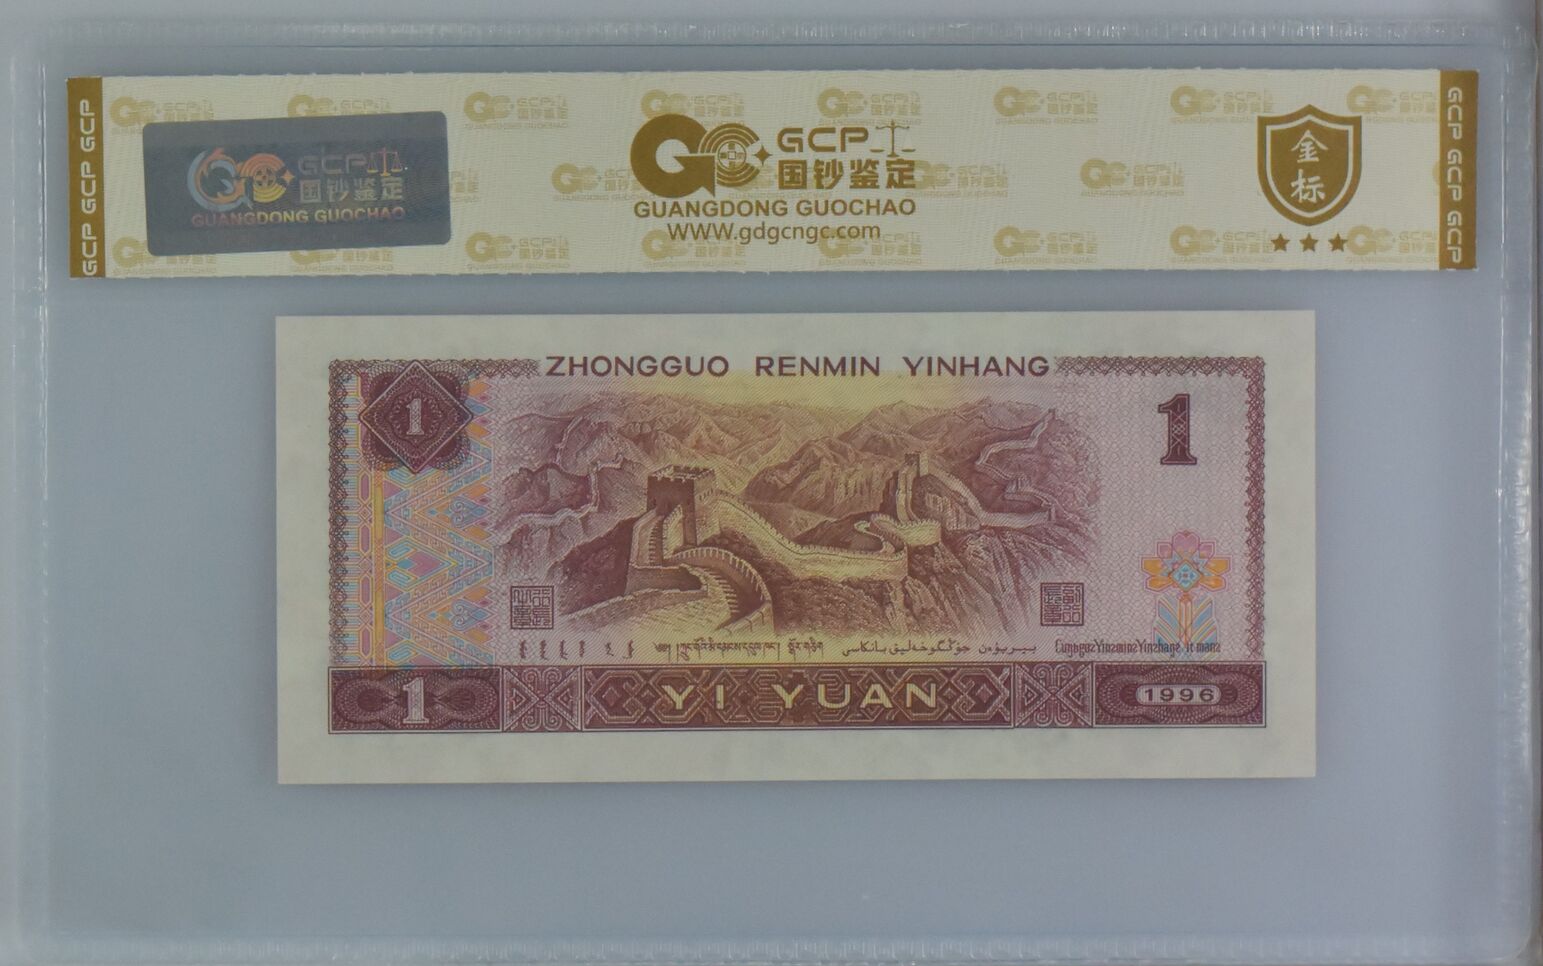 GCP GCP GCP
GCP
国钞鉴定
GUANGDONG GUOCHAO
GCP
国钞鉴定
GUANGDONG GUOCHAO
WWW.gdgcngc.com
金标
GCP GCP GCP
ZHONGGUO RENMIN YINHANG
1
1
1
YI YUAN
1996